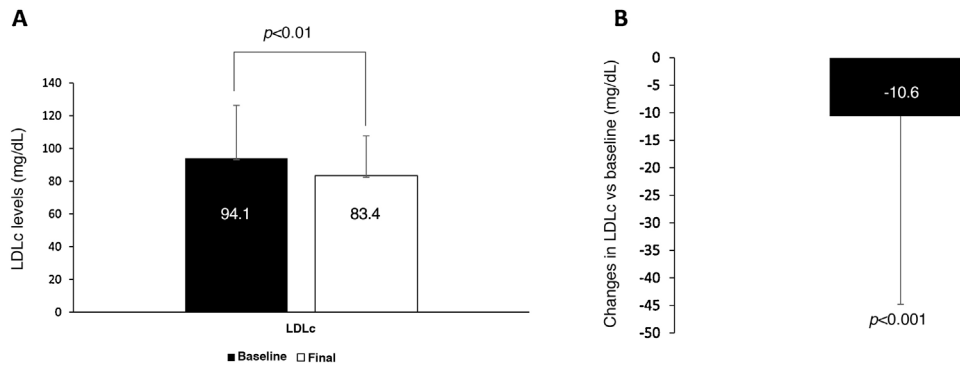 A
p<0.01
LDLc levels (mg/dL)
140
120
100
80
60
40
20
0
94.1
83.4
LDLc
Baseline Final
B
Changes in LDLc vs baseline (mg/dL)
0
-5
-10
-15
-20
-25
-30
-35
-40
-45
-50
-10.6
p<0.001